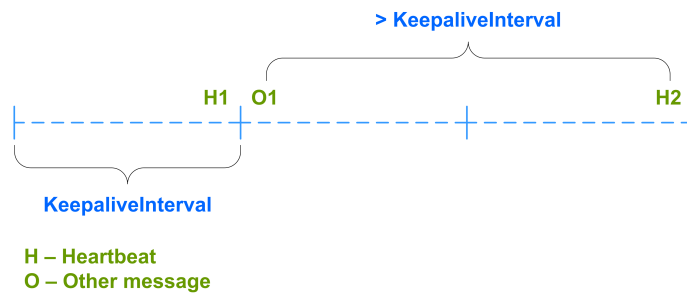 > KeepaliveInterval
H1 O1 H2
KeepaliveInterval
H – Heartbeat
O – Other message